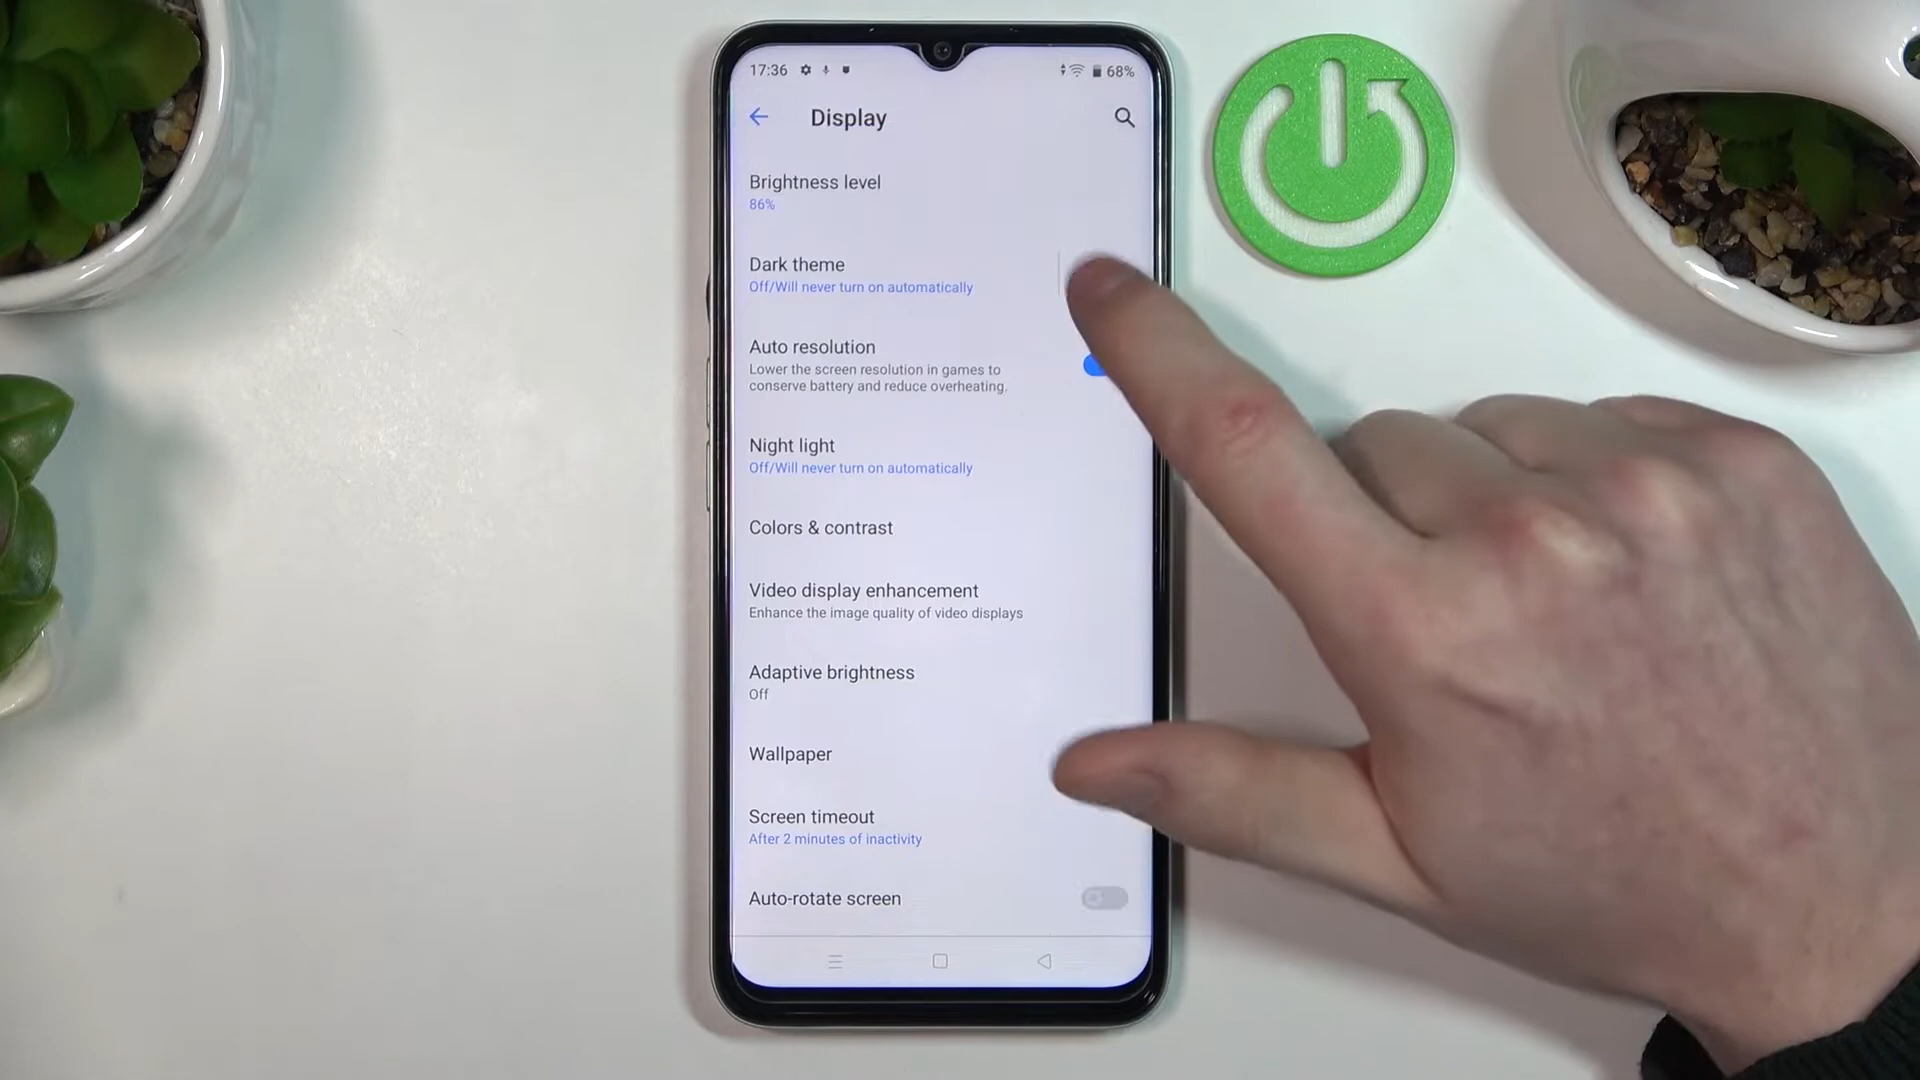 17:36 68%
Display
Brightness level
86%
Dark theme
Off/Will never turn on automatically
Auto resolution
Lower the screen resolution in games to
conserve battery and reduce overheating.
Night light
Off/Will never turn on automatically
Colors & contrast
Video display enhancement
Enhance the image quality of video displays
Adaptive brightness
Off
Wallpaper
Screen timeout
After 2 minutes of inactivity
Auto-rotate screen